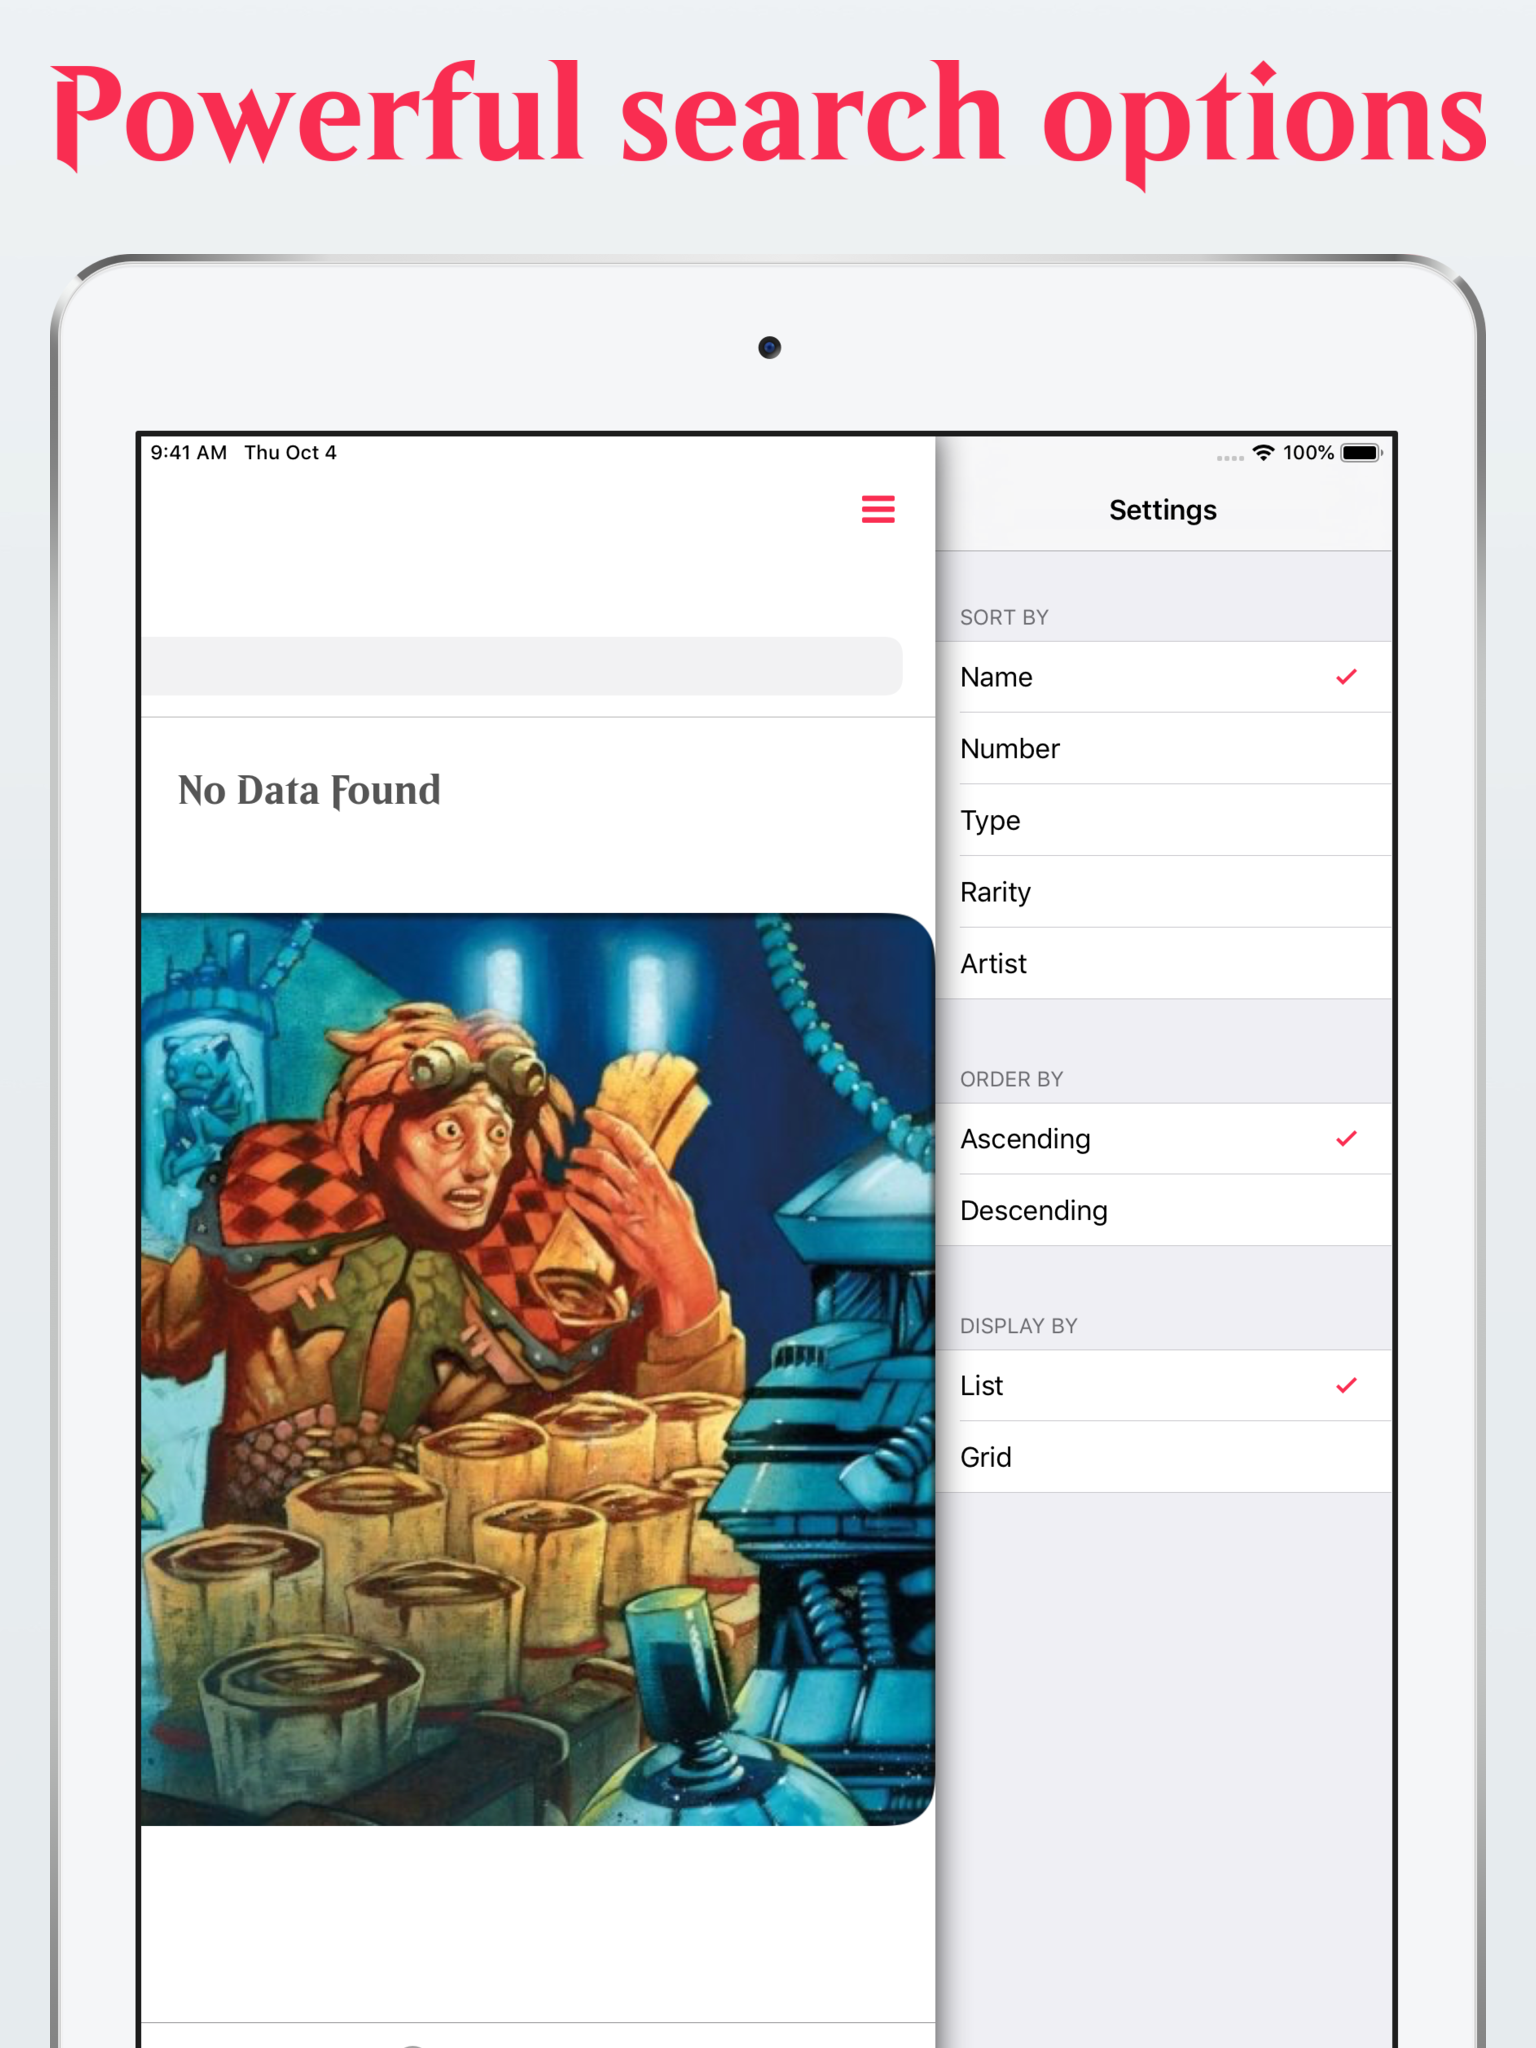 Powerful search options
9:41 AM Thu Oct 4
100%
Settings
No Data Found
SORT BY
Name
Number
Type
Rarity
Artist
ORDER BY
Ascending
Descending
DISPLAY BY
List
Grid